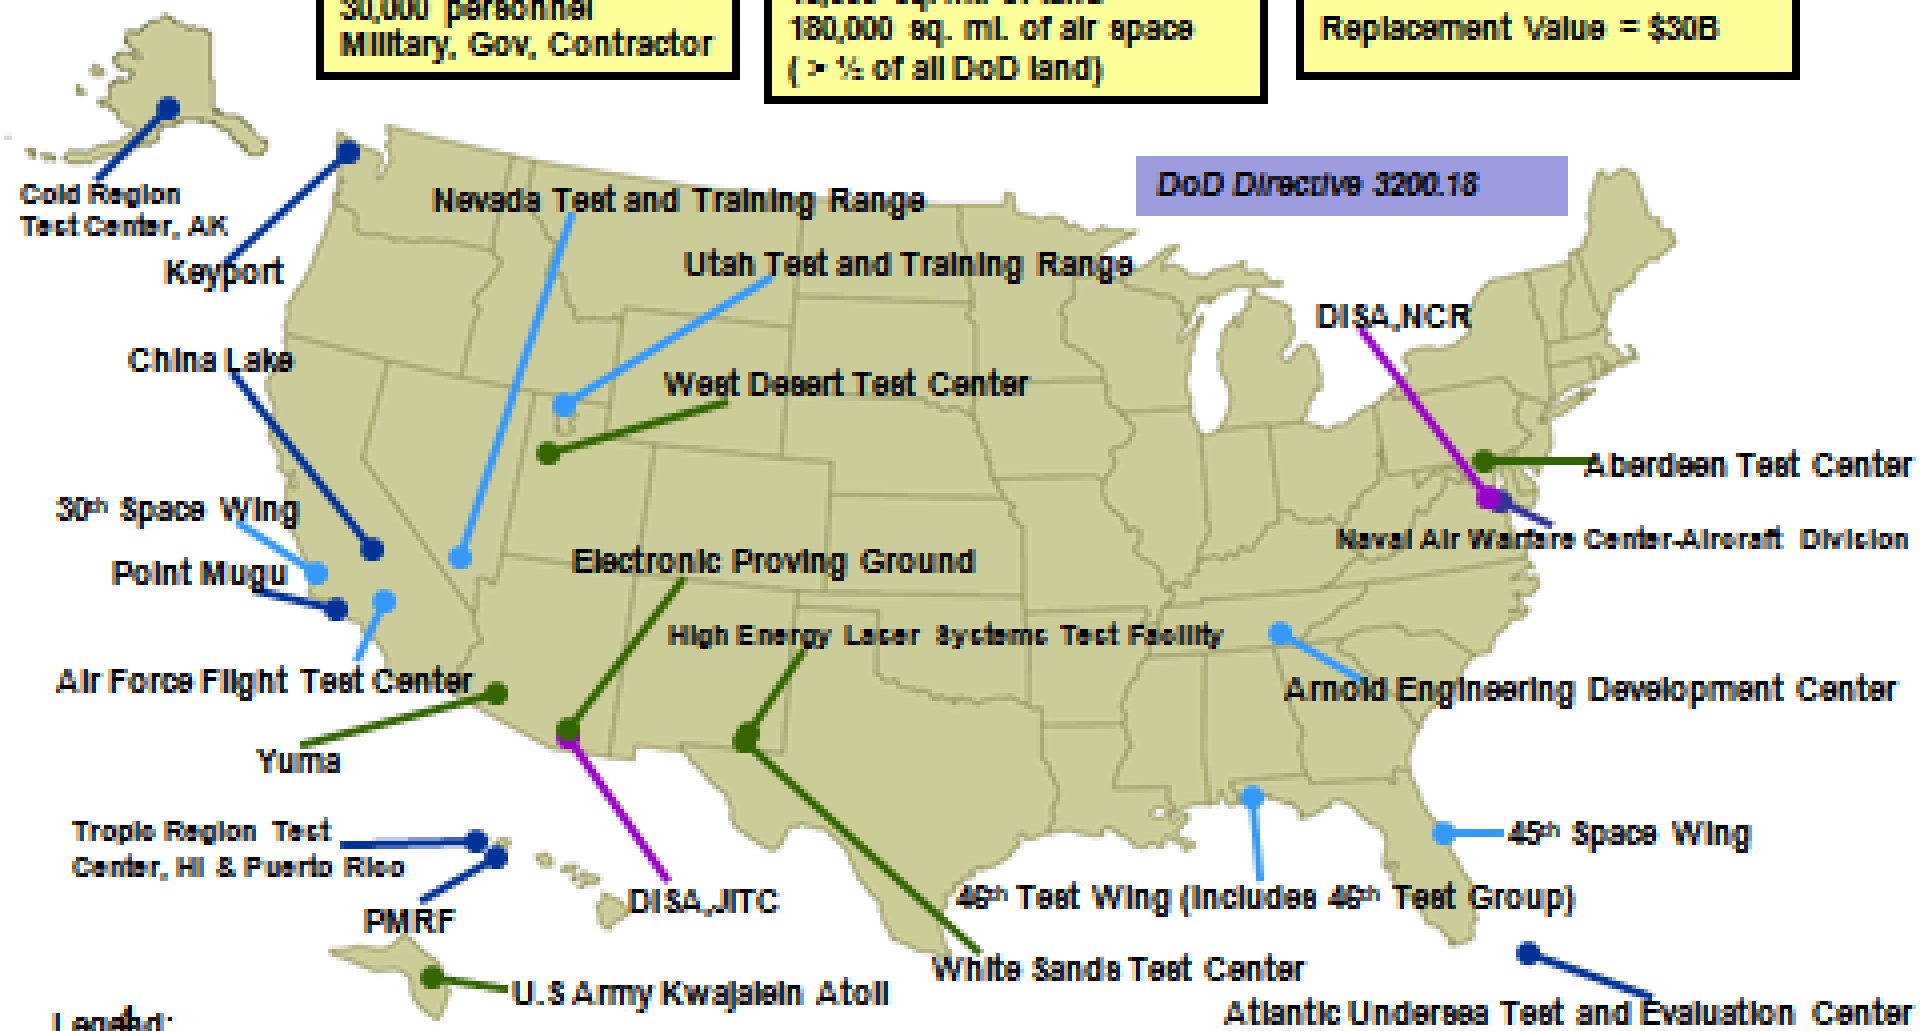 30,000 personnel
Military, Gov, Contractor
180,000 sq. mi. of air space
( > ½ of all DoD land)
Replacement Value = $30B
DoD Directive 3200.18
Cold Region
Test Center, AK
Keyport
Nevada Test and Training Range
Utah Test and Training Range
DISA,NCR
China Lake
West Desert Test Center
Aberdeen Test Center
30th Space Wing
Naval Air Warfare Center-Aircraft Division
Electronic Proving Ground
Point Mugu
High Energy Laser Systems Test Facility
Air Force Flight Test Center
Arnold Engineering Development Center
Yuma
Tropic Region Test
Center, HI & Puerto Rico
45th Space Wing
DISA,JITC
46th Test Wing (includes 46th Test Group)
PMRF
White Sands Test Center
U.S Army Kwajalein Atoll
Atlantic Undersea Test and Evaluation Center
Legend: